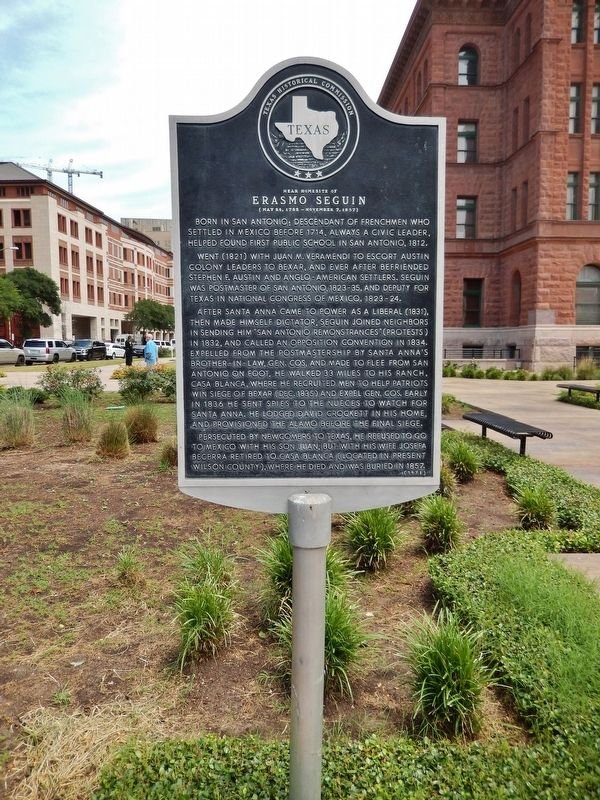 TEXAS HISTORICAL COMMISSION
TEXAS
NEAR HOMESITE OF
ERASMO SEGUIN
(MAY 26, 1782 - NOVEMBER 7, 1857)
BORN IN SAN ANTONIO; DESCENDANT OF FRENCHMEN WHO
SETTLED IN MEXICO BEFORE 1714. ALWAYS A CIVIC LEADER,
HELPED FOUND FIRST PUBLIC SCHOOL IN SAN ANTONIO, 1812.
WENT (1821) WITH JUAN M. VERAMENDI TO ESCORT AUSTIN
COLONY LEADERS TO BEXAR, AND EVER AFTER BEFRIENDED
STEPHEN F. AUSTIN AND ANGLO-AMERICAN SETTLERS. SEGUIN
WAS POSTMASTER OF SAN ANTONIO, 1823-35, AND DEPUTY FOR
TEXAS IN NATIONAL CONGRESS OF MEXICO, 1823-24.
AFTER SANTA ANNA CAME TO POWER AS A LIBERAL (1831),
THEN MADE HIMSELF DICTATOR, SEGUIN JOINED NEIGHBORS
IN SENDING HIM "SAN ANTONIO REMONSTRANCES" (PROTESTS)
IN 1832, AND CALLED AN OPPOSITION CONVENTION IN 1834.
EXPELLED FROM THE POSTMASTERSHIP BY SANTA ANNA'S
BROTHER-IN-LAW, GEN. COS, AND MADE TO FLEE FROM SAN
ANTONIO ON FOOT, HE WALKED 33 MILES TO HIS RANCH,
CASA BLANCA, WHERE HE RECRUITED MEN TO HELP PATRIOTS
WIN SIEGE OF BEXAR (DEC. 1835) AND EXPEL GEN. COS. EARLY
IN 1836 HE SENT SPIES TO THE NUECES TO WATCH FOR
SANTA ANNA. HE LODGED DAVID CROCKETT IN HIS HOME,
AND PROVISIONED THE ALAMO BEFORE THE FINAL SIEGE.
PERSECUTED BY NEWCOMERS TO TEXAS, HE REFUSED TO GO
TO MEXICO WITH HIS SON JUAN, BUT WITH HIS WIFE JOSEFA
BECERRA RETIRED TO CASA BLANCA (LOCATED IN PRESENT
WILSON COUNTY), WHERE HE DIED AND WAS BURIED IN 1857.